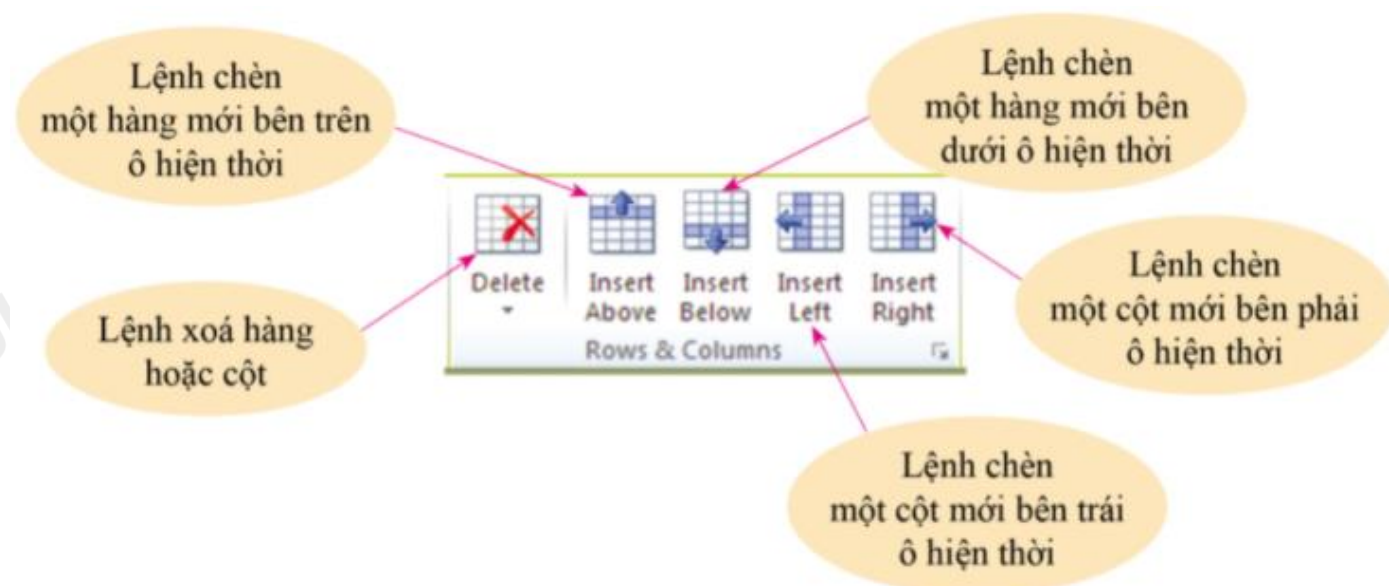 Lệnh chèn
một hàng mới bên trên
ô hiện thời
Lệnh chèn
một hàng mới bên
dưới ô hiện thời
Delete
Insert
Above
Insert
Below
Insert
Left
Insert
Right
Rows & Columns
Lệnh xoá hàng
hoặc cột
Lệnh chèn
một cột mới bên phải
ô hiện thời
Lệnh chèn
một cột mới bên trái
ô hiện thời